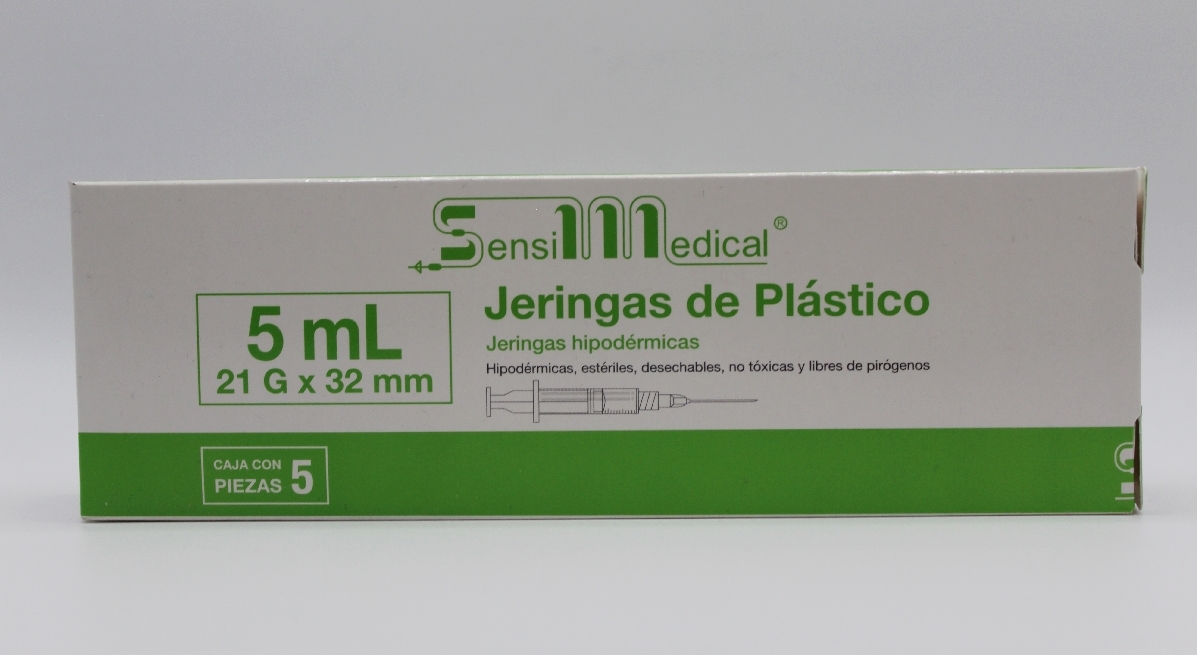 SensiMedical®
Jeringas de Plástico
Jeringas hipodérmicas
Hipodérmicas, estériles, desechables, no tóxicas y libres de pirógenos
5 mL
21 G x 32 mm
CAJA CON
PIEZAS 5